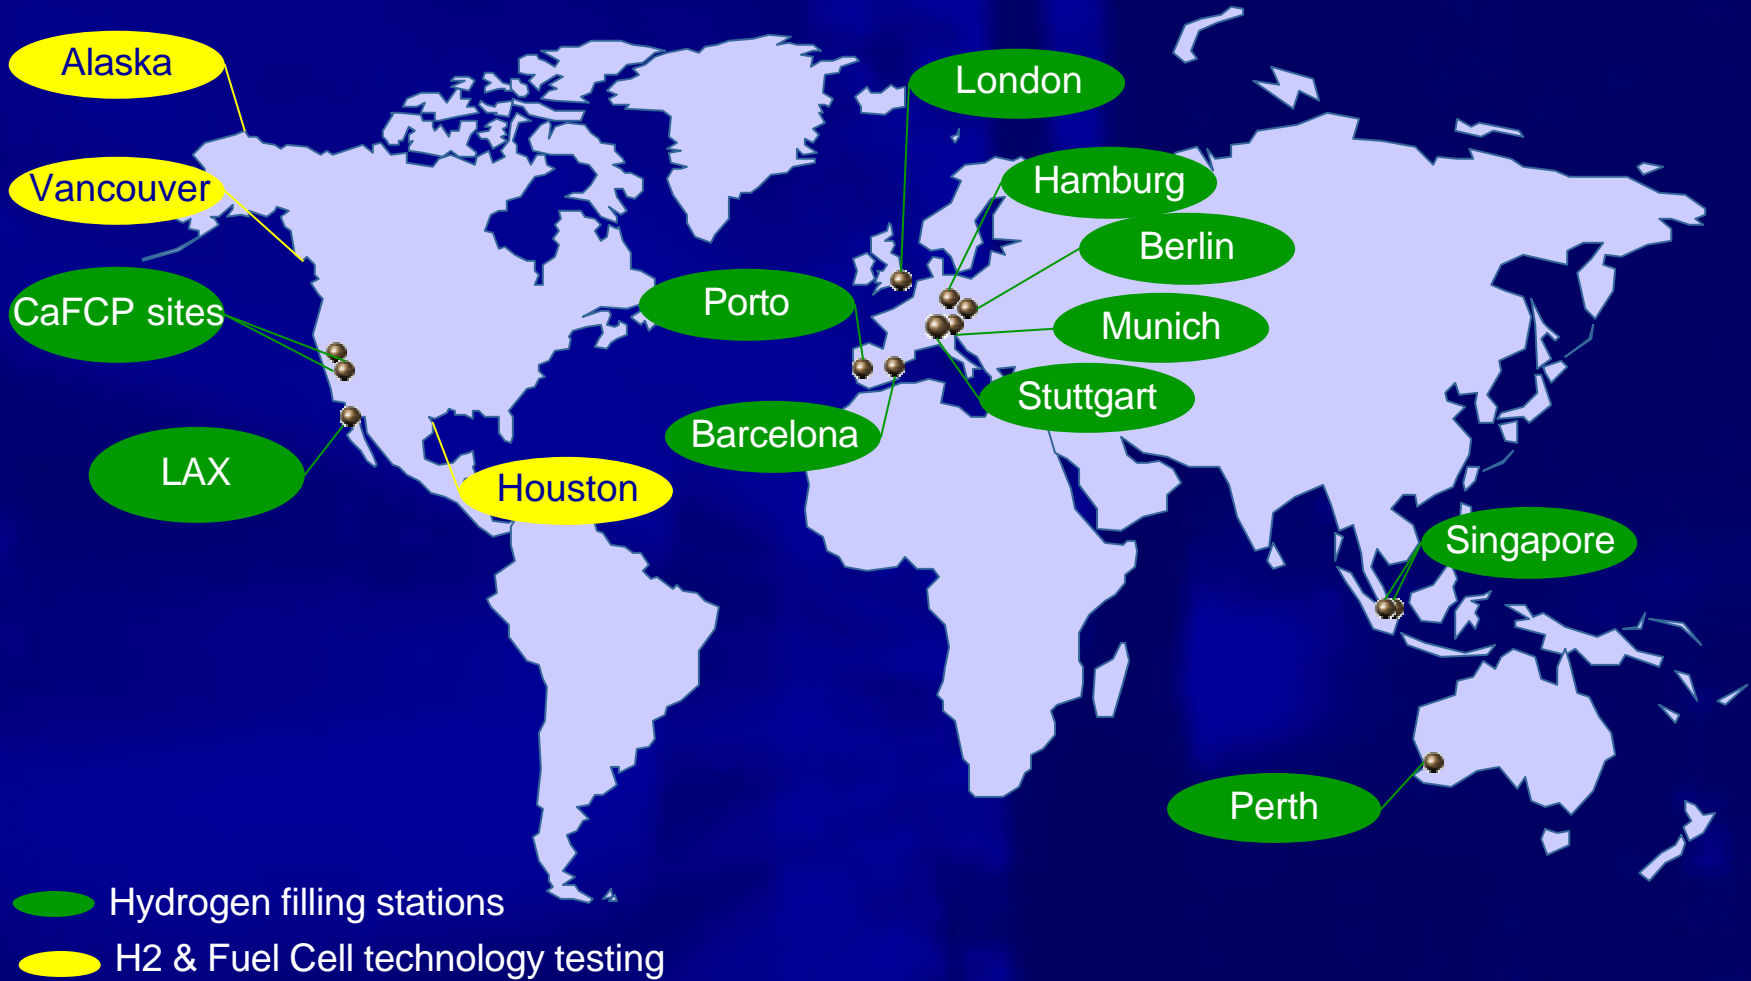 Alaska
London
Vancouver
Hamburg
Berlin
CaFCP sites
Porto
Munich
Stuttgart
Barcelona
LAX
Houston
Singapore
Perth
Hydrogen filling stations
H2 & Fuel Cell technology testing